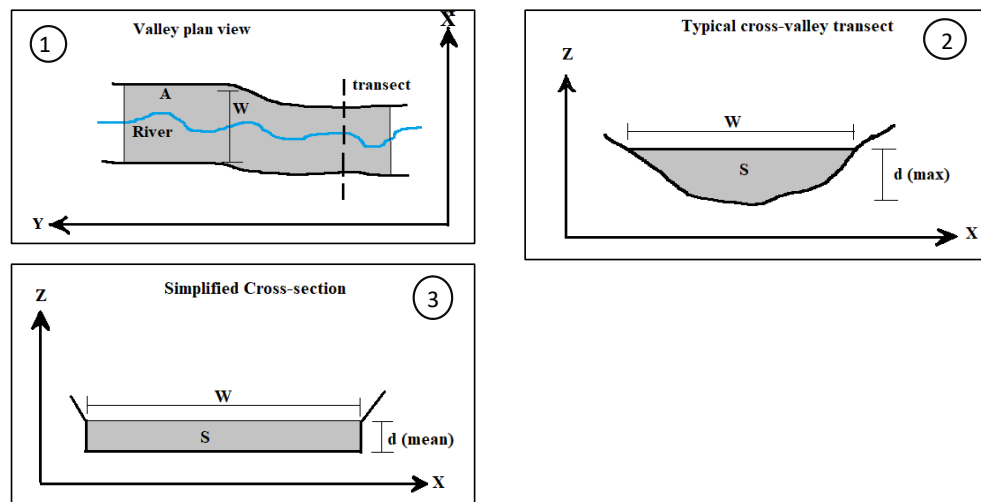 1
Valley plan view
X
A
transect
W
River
Y
2
Typical cross-valley transect
Z
W
S
d (max)
X
3
Simplified Cross-section
Z
W
S
d (mean)
X